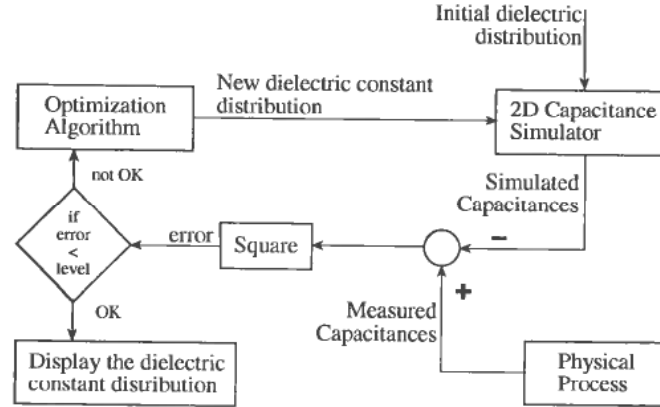 Initial dielectric
distribution
New dielectric constant
distribution
Optimization
Algorithm
2D Capacitance
Simulator
not OK
Simulated
Capacitances
if
error
<
level
error
Square
−
+
OK
Measured
Capacitances
Display the dielectric
constant distribution
Physical
Process